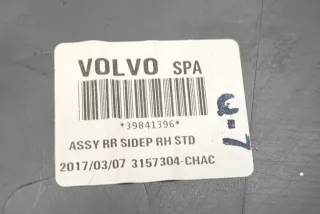 VOLVO SPA
*39841396*
ASSY RR SIDEP RH STD
2017/03/07 3157304-CHAC